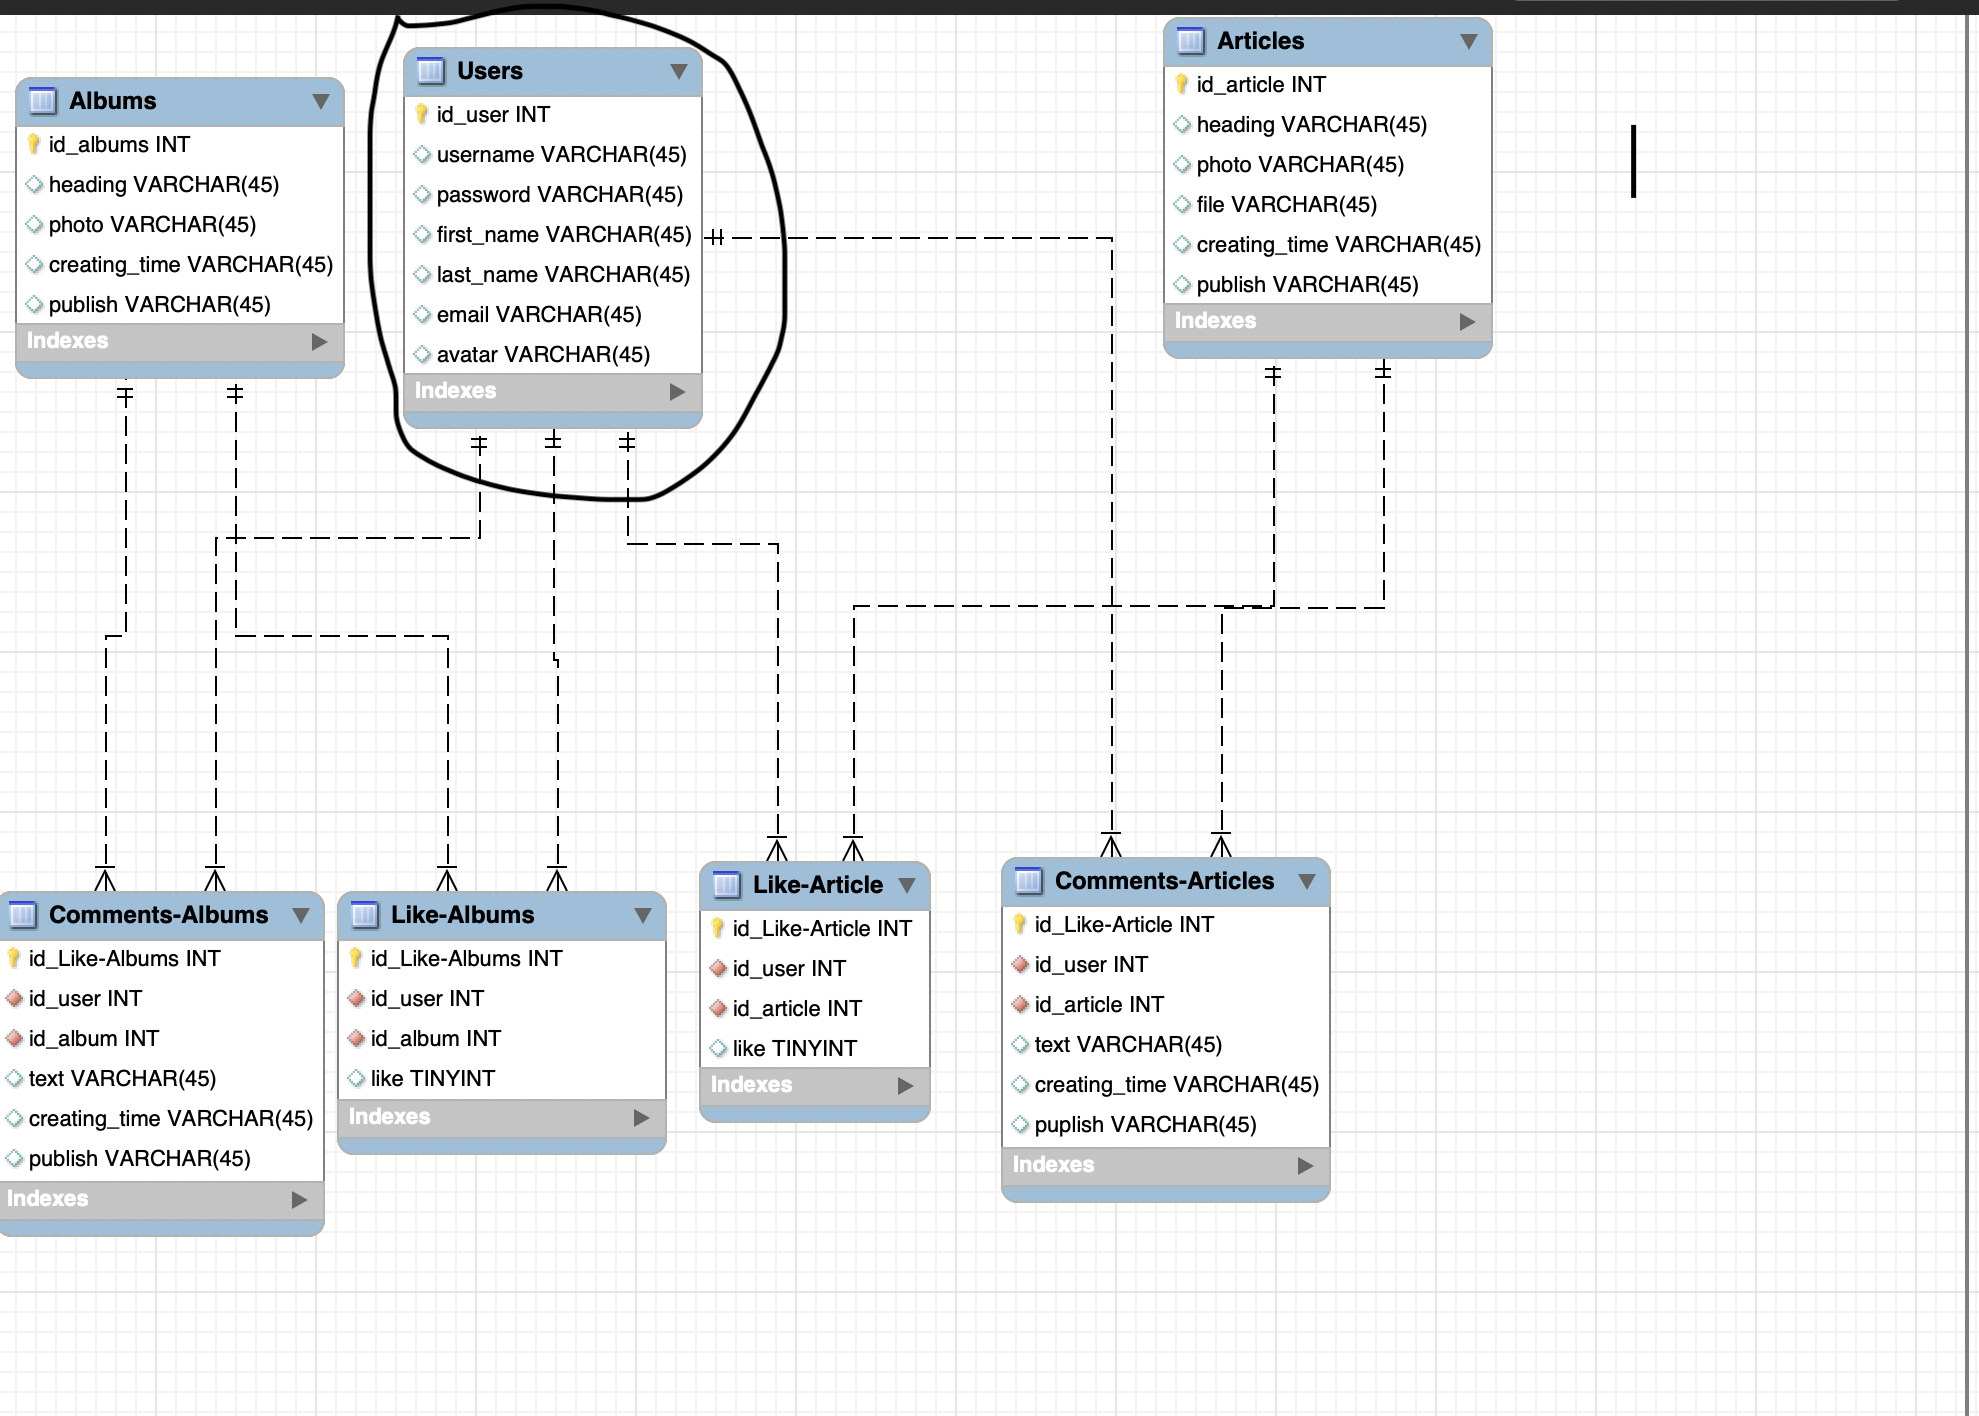 Albums
id_albums INT
heading VARCHAR(45)
photo VARCHAR(45)
creating_time VARCHAR(45)
publish VARCHAR(45)
Indexes
Users
id_user INT
username VARCHAR(45)
password VARCHAR(45)
first_name VARCHAR(45)
last_name VARCHAR(45)
email VARCHAR(45)
avatar VARCHAR(45)
Indexes
Articles
id_article INT
heading VARCHAR(45)
photo VARCHAR(45)
file VARCHAR(45)
creating_time VARCHAR(45)
publish VARCHAR(45)
Indexes
Comments-Albums
id_Like-Albums INT
id_user INT
id_album INT
text VARCHAR(45)
creating_time VARCHAR(45)
publish VARCHAR(45)
Indexes
Like-Albums
id_Like-Albums INT
id_user INT
id_album INT
like TINYINT
Indexes
Like-Article
id_Like-Article INT
id_user INT
id_article INT
like TINYINT
Indexes
Comments-Articles
id_Like-Article INT
id_user INT
id_article INT
text VARCHAR(45)
creating_time VARCHAR(45)
puplish VARCHAR(45)
Indexes